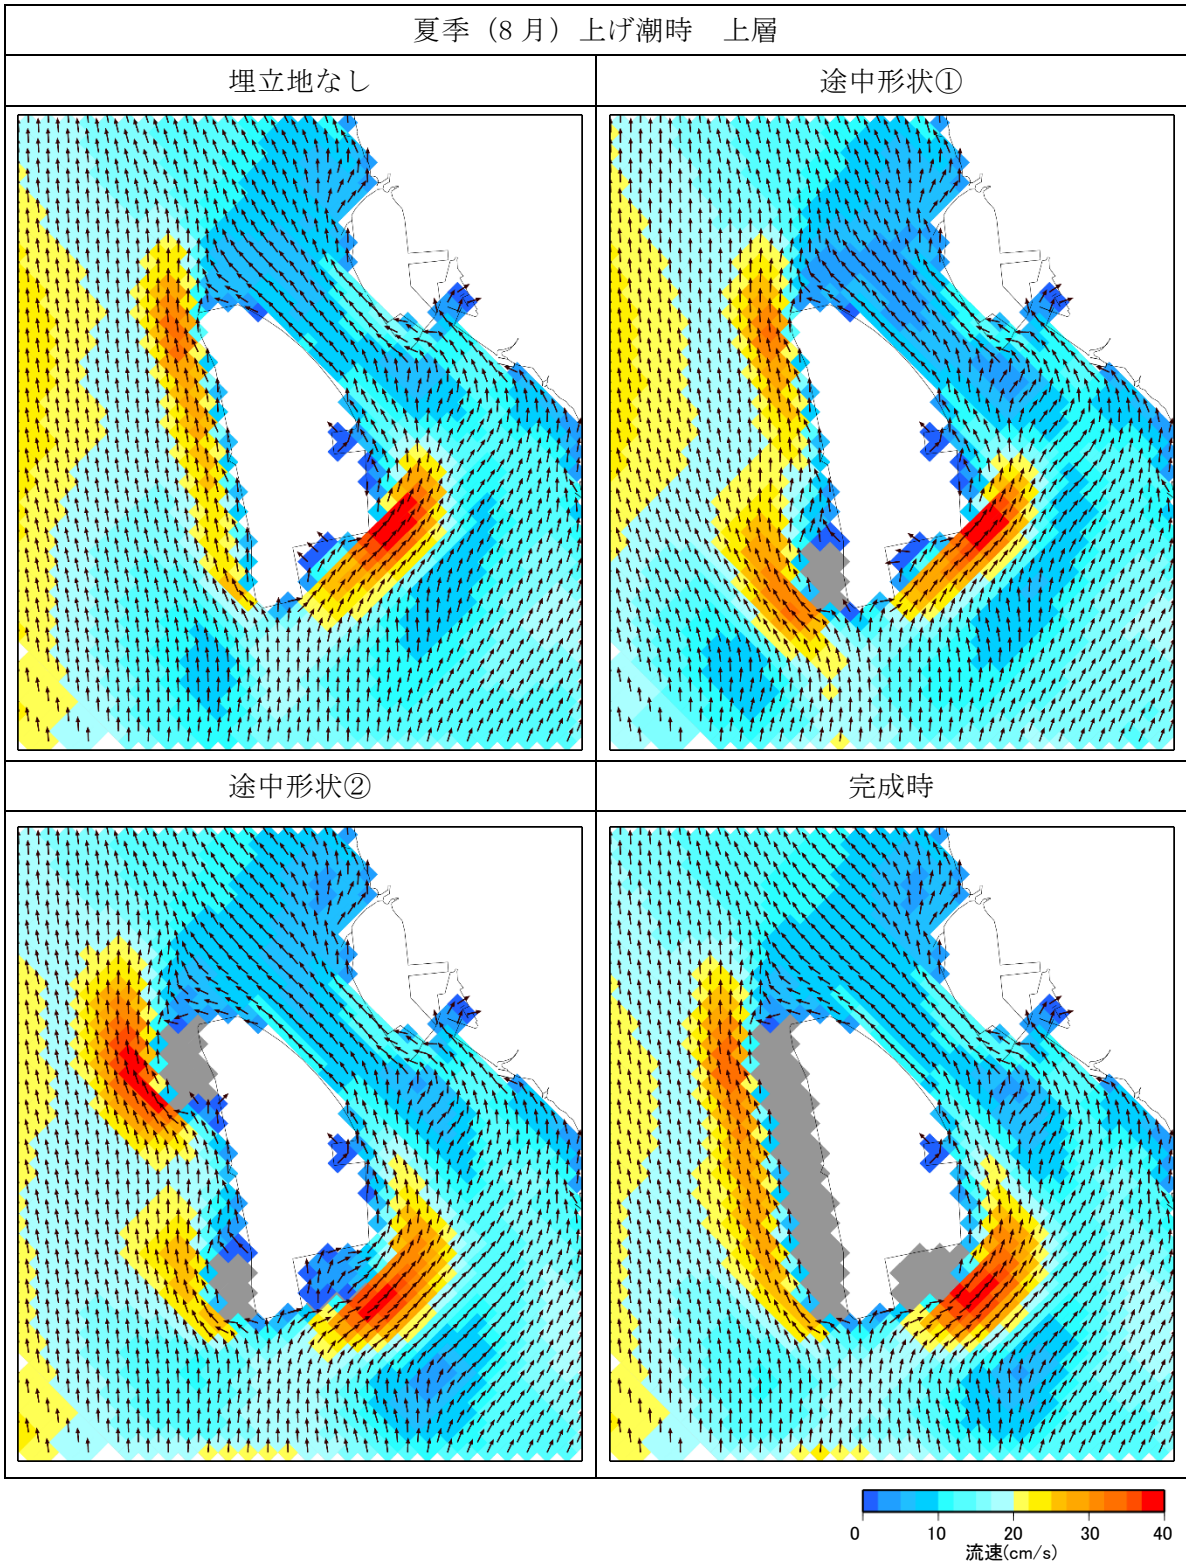 夏季（8 月）上げ潮時　上層
埋立地なし
途中形状①
途中形状②
完成時
0 10 20 30 40
流速(cm/s)